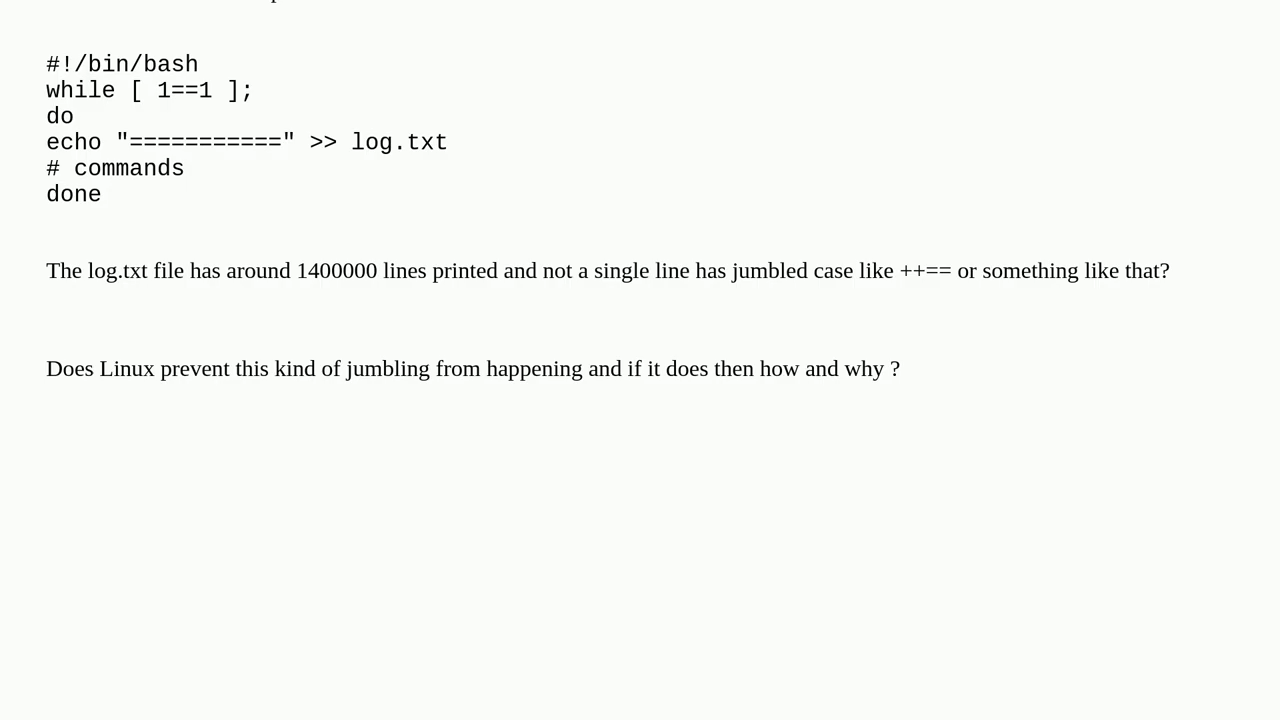 #!/bin/bash
while [ 1==1 ];
do
echo "===========" >> log.txt
# commands
done
The log.txt file has around 1400000 lines printed and not a single line has jumbled case like ++== or something like that?
Does Linux prevent this kind of jumbling from happening and if it does then how and why ?